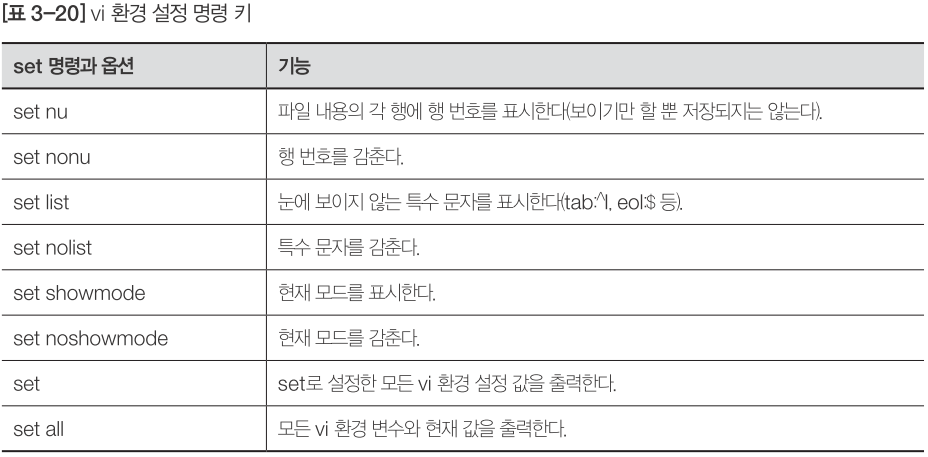 [표 3-20] vi 환경 설정 명령 키
set 명령과 옵션 기능
set nu 파일 내용의 각 행에 행 번호를 표시한다(보이기만 할 뿐 저장되지는 않는다).
set nonu 행 번호를 감춘다.
set list 눈에 보이지 않는 특수 문자를 표시한다(tab:^I, eol:$ 등).
set nolist 특수 문자를 감춘다.
set showmode 현재 모드를 표시한다.
set noshowmode 현재 모드를 감춘다.
set set로 설정한 모든 vi 환경 설정 값을 출력한다.
set all 모든 vi 환경 변수와 현재 값을 출력한다.